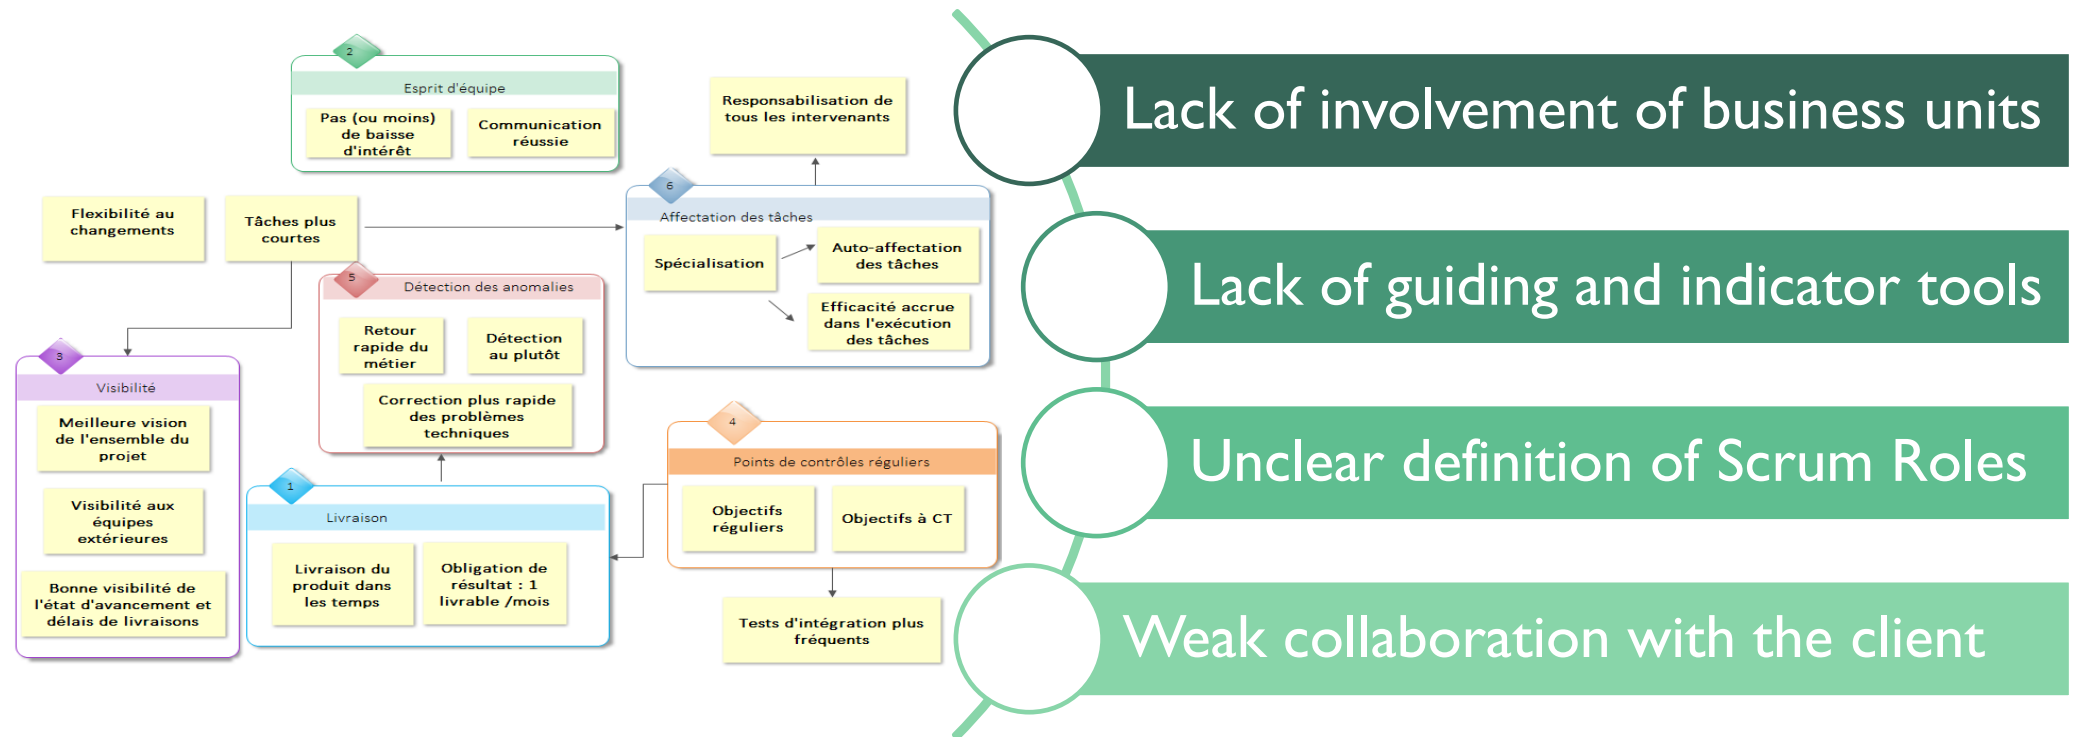 2
Esprit d'équipe
Pas (ou moins)
de baisse
d'intérêt
Communication
réussie
Responsabilisation de
tous les intervenants
Flexibilité au
changements
Tâches plus
courtes
6
Affectation des tâches
Spécialisation
Auto-affectation
des tâches
Efficacité accrue
dans l'exécution
des tâches
5
Détection des anomalies
Retour
rapide du
métier
Détection
au plutôt
Correction plus rapide
des problèmes
techniques
3
Visibilité
Meilleure vision
de l'ensemble du
projet
Visibilité aux
équipes
extérieures
Bonne visibilité de
l'état d'avancement et
délais de livraisons
1
Livraison
Livraison du
produit dans
les temps
Obligation de
résultat : 1
livrable /mois
4
Points de contrôles réguliers
Objectifs
réguliers
Objectifs à CT
Tests d'intégration plus
fréquents
Lack of involvement of business units
Lack of guiding and indicator tools
Unclear definition of Scrum Roles
Weak collaboration with the client